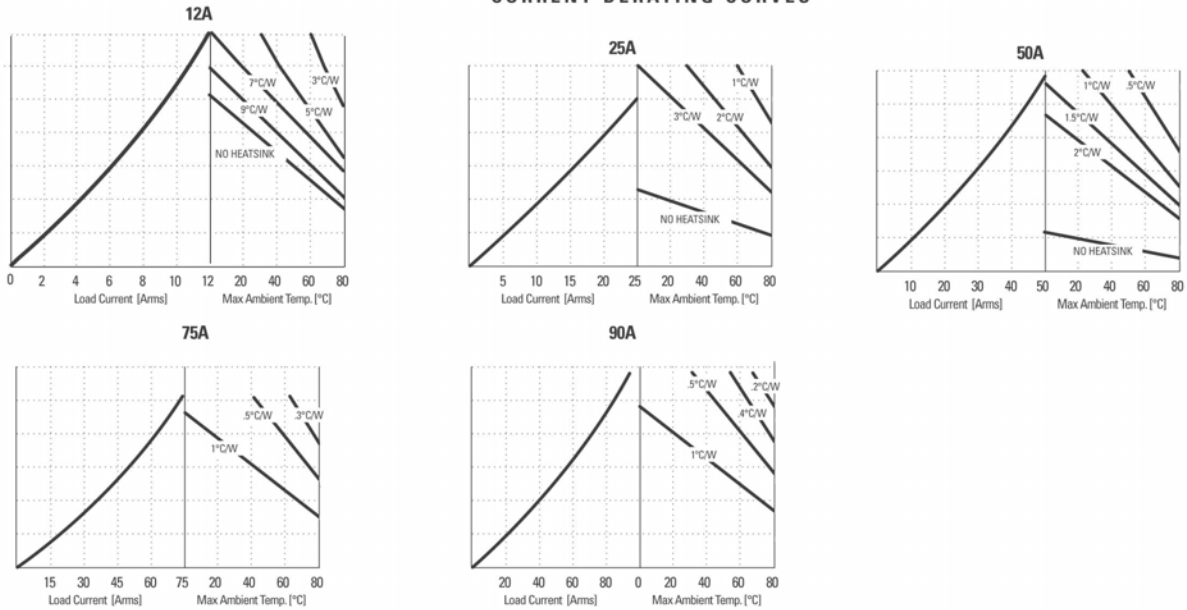 CURRENT DERATING CURVES
12A
3°C/W
7°C/W
5°C/W
9°C/W
NO HEATSINK
0 2 4 6 8 10 12 20 40 60 80
Load Current [Arms] Max Ambient Temp. [°C]
25A
1°C/W
2°C/W
3°C/W
NO HEATSINK
5 10 15 20 25 20 40 60 80
Load Current [Arms] Max Ambient Temp. [°C]
50A
1°C/W .5°C/W
1.5°C/W
2°C/W
NO HEATSINK
10 20 30 40 50 20 40 60 80
Load Current [Arms] Max Ambient Temp. [°C]
75A
.5°C/W .3°C/W
1°C/W
15 30 45 60 75 20 40 60 80
Load Current [Arms] Max Ambient Temp. [°C]
90A
.5°C/W .2°C/W
.4°C/W
1°C/W
20 40 60 80 0 20 40 60 80
Load Current [Arms] Max Ambient Temp. [°C]